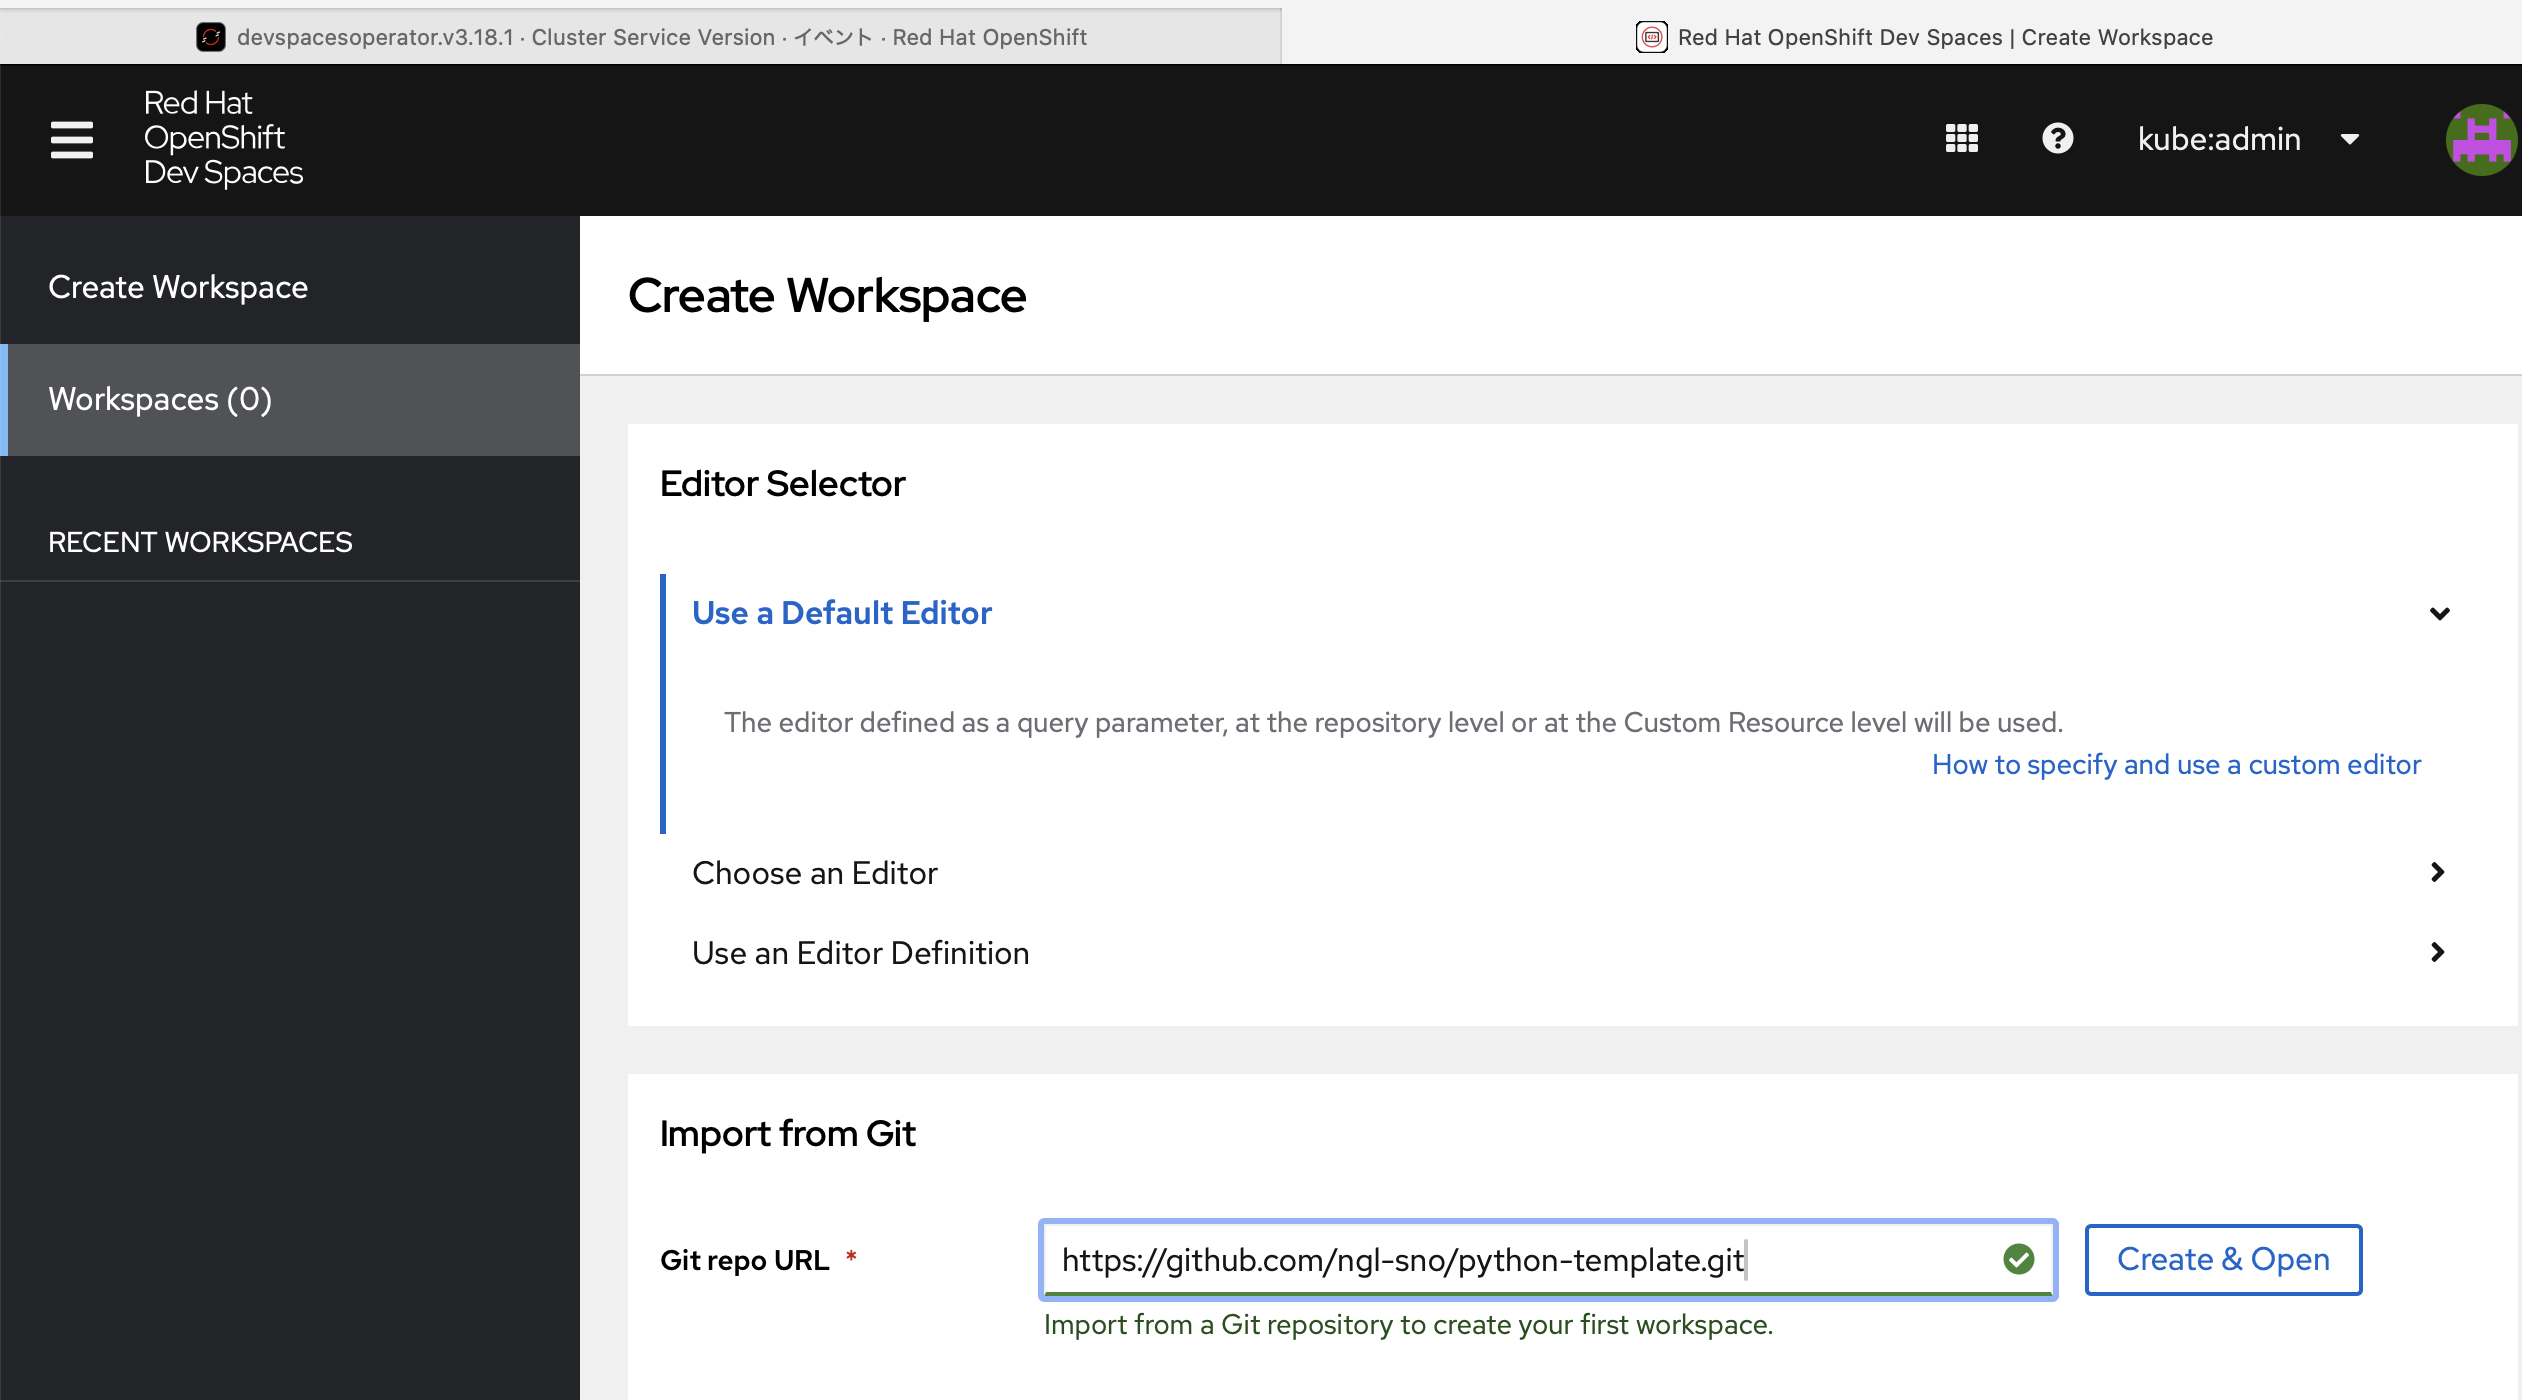 devspacesoperator.v3.18.1 · Cluster Service Version · イベント · Red Hat OpenShift
Red Hat OpenShift Dev Spaces | Create Workspace
Red Hat
OpenShift
Dev Spaces
kube:admin
Create Workspace
Workspaces (0)
RECENT WORKSPACES
Create Workspace
Editor Selector
Use a Default Editor
The editor defined as a query parameter, at the repository level or at the Custom Resource level will be used.
How to specify and use a custom editor
Choose an Editor
Use an Editor Definition
Import from Git
Git repo URL *
https://github.com/ngl-sno/python-template.git
Create & Open
Import from a Git repository to create your first workspace.